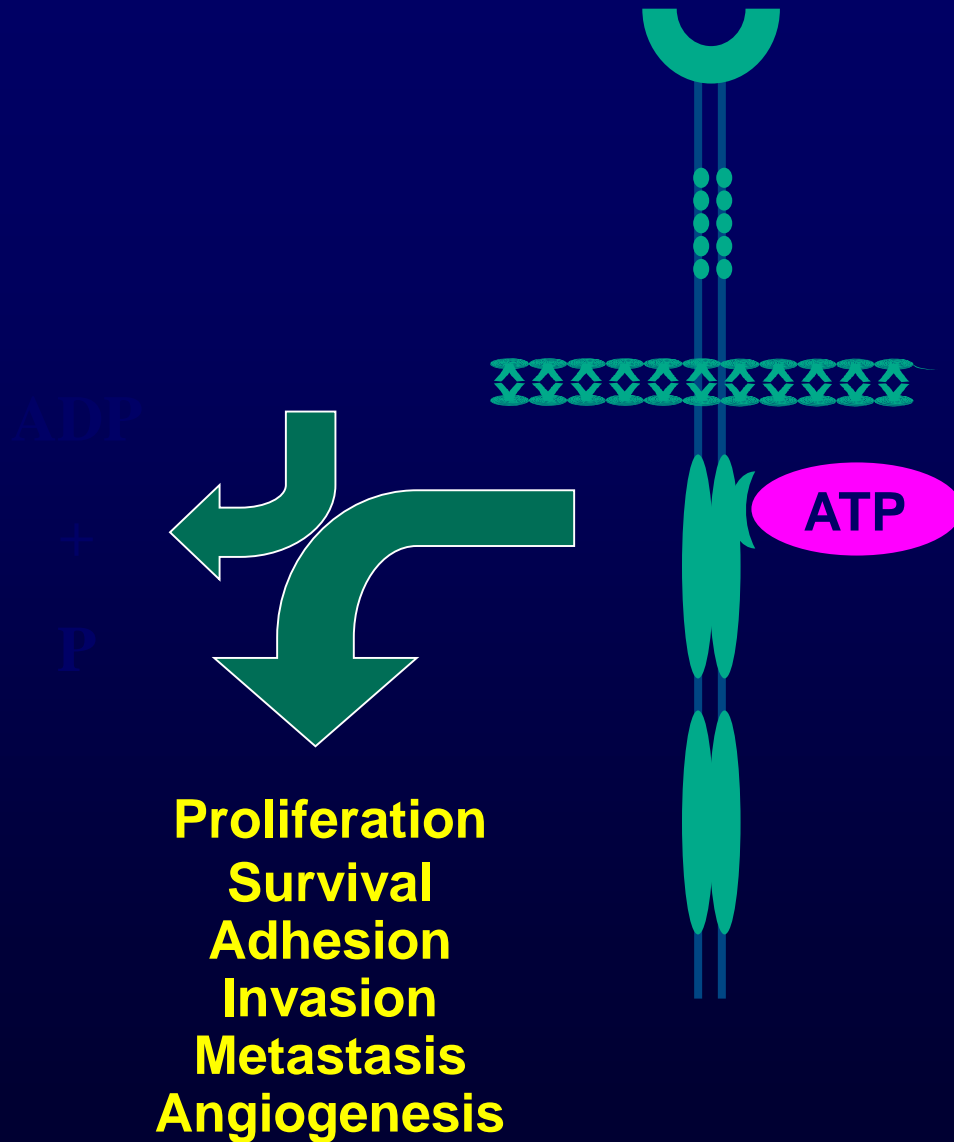 ADP
+
P
ATP
Proliferation
Survival
Adhesion
Invasion
Metastasis
Angiogenesis